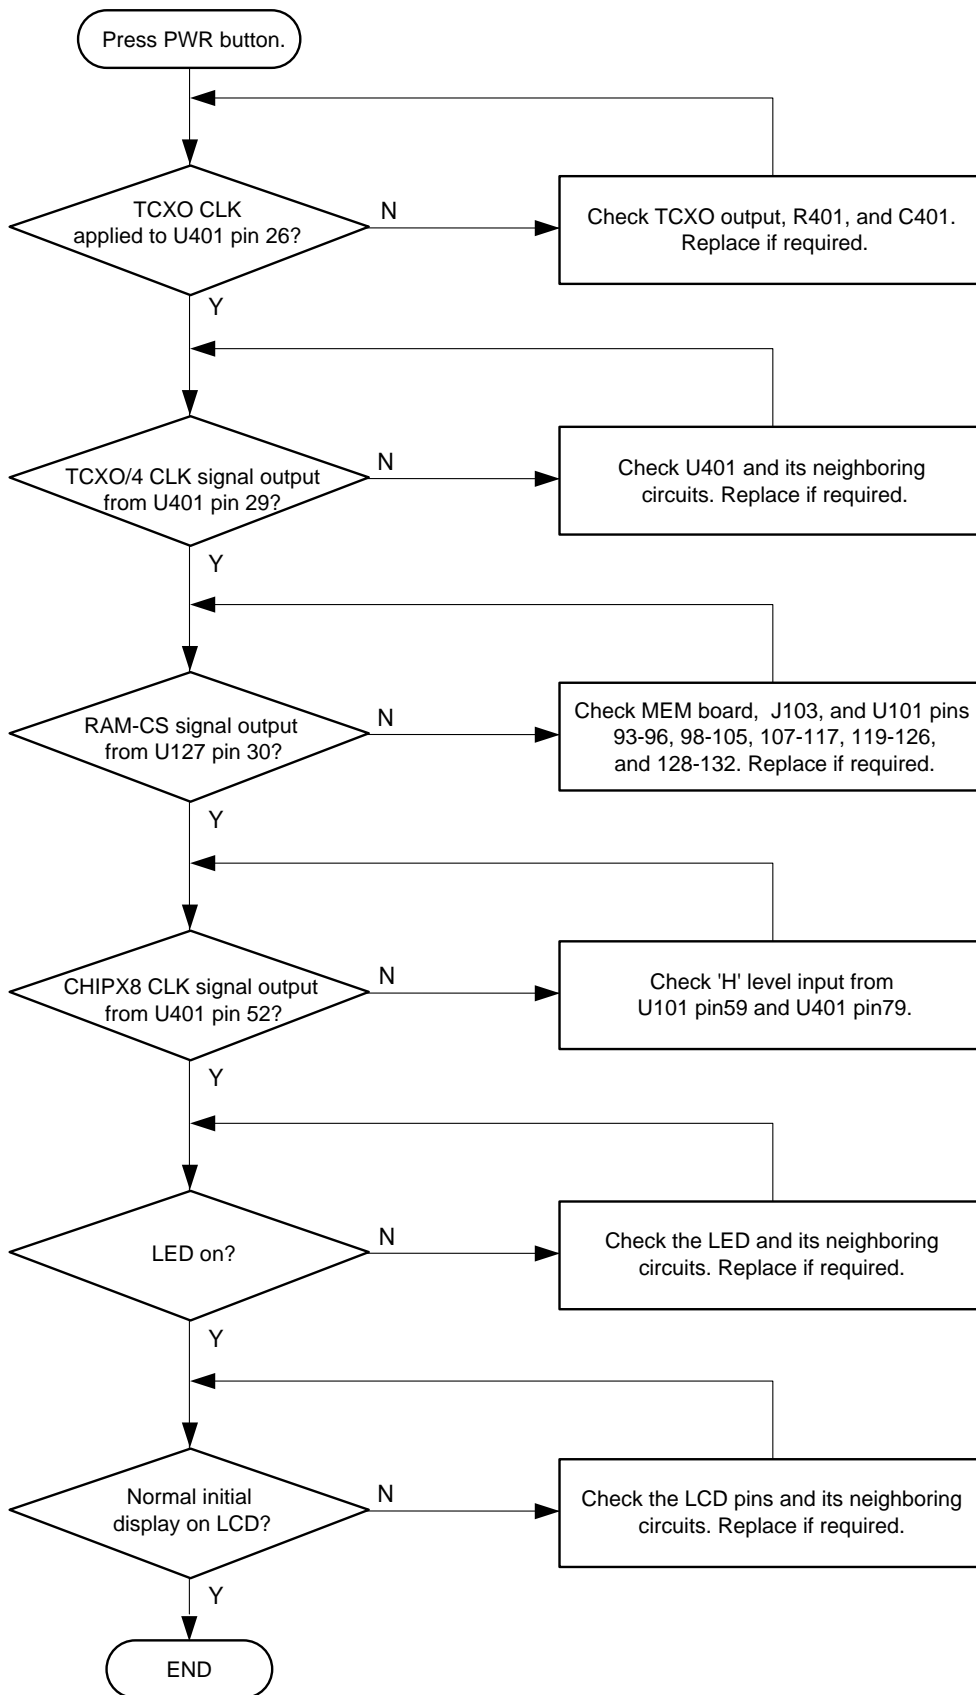 Press PWR button.
TCXO CLK
applied to U401 pin 26?
N
Check TCXO output, R401, and C401.
Replace if required.
Y
TCXO/4 CLK signal output
from U401 pin 29?
N
Check U401 and its neighboring
circuits. Replace if required.
Y
RAM-CS signal output
from U127 pin 30?
N
Check MEM board, J103, and U101 pins
93-96, 98-105, 107-117, 119-126,
and 128-132. Replace if required.
Y
CHIPX8 CLK signal output
from U401 pin 52?
N
Check 'H' level input from
U101 pin59 and U401 pin79.
Y
LED on?
N
Check the LED and its neighboring
circuits. Replace if required.
Y
Normal initial
display on LCD?
N
Check the LCD pins and its neighboring
circuits. Replace if required.
Y
END